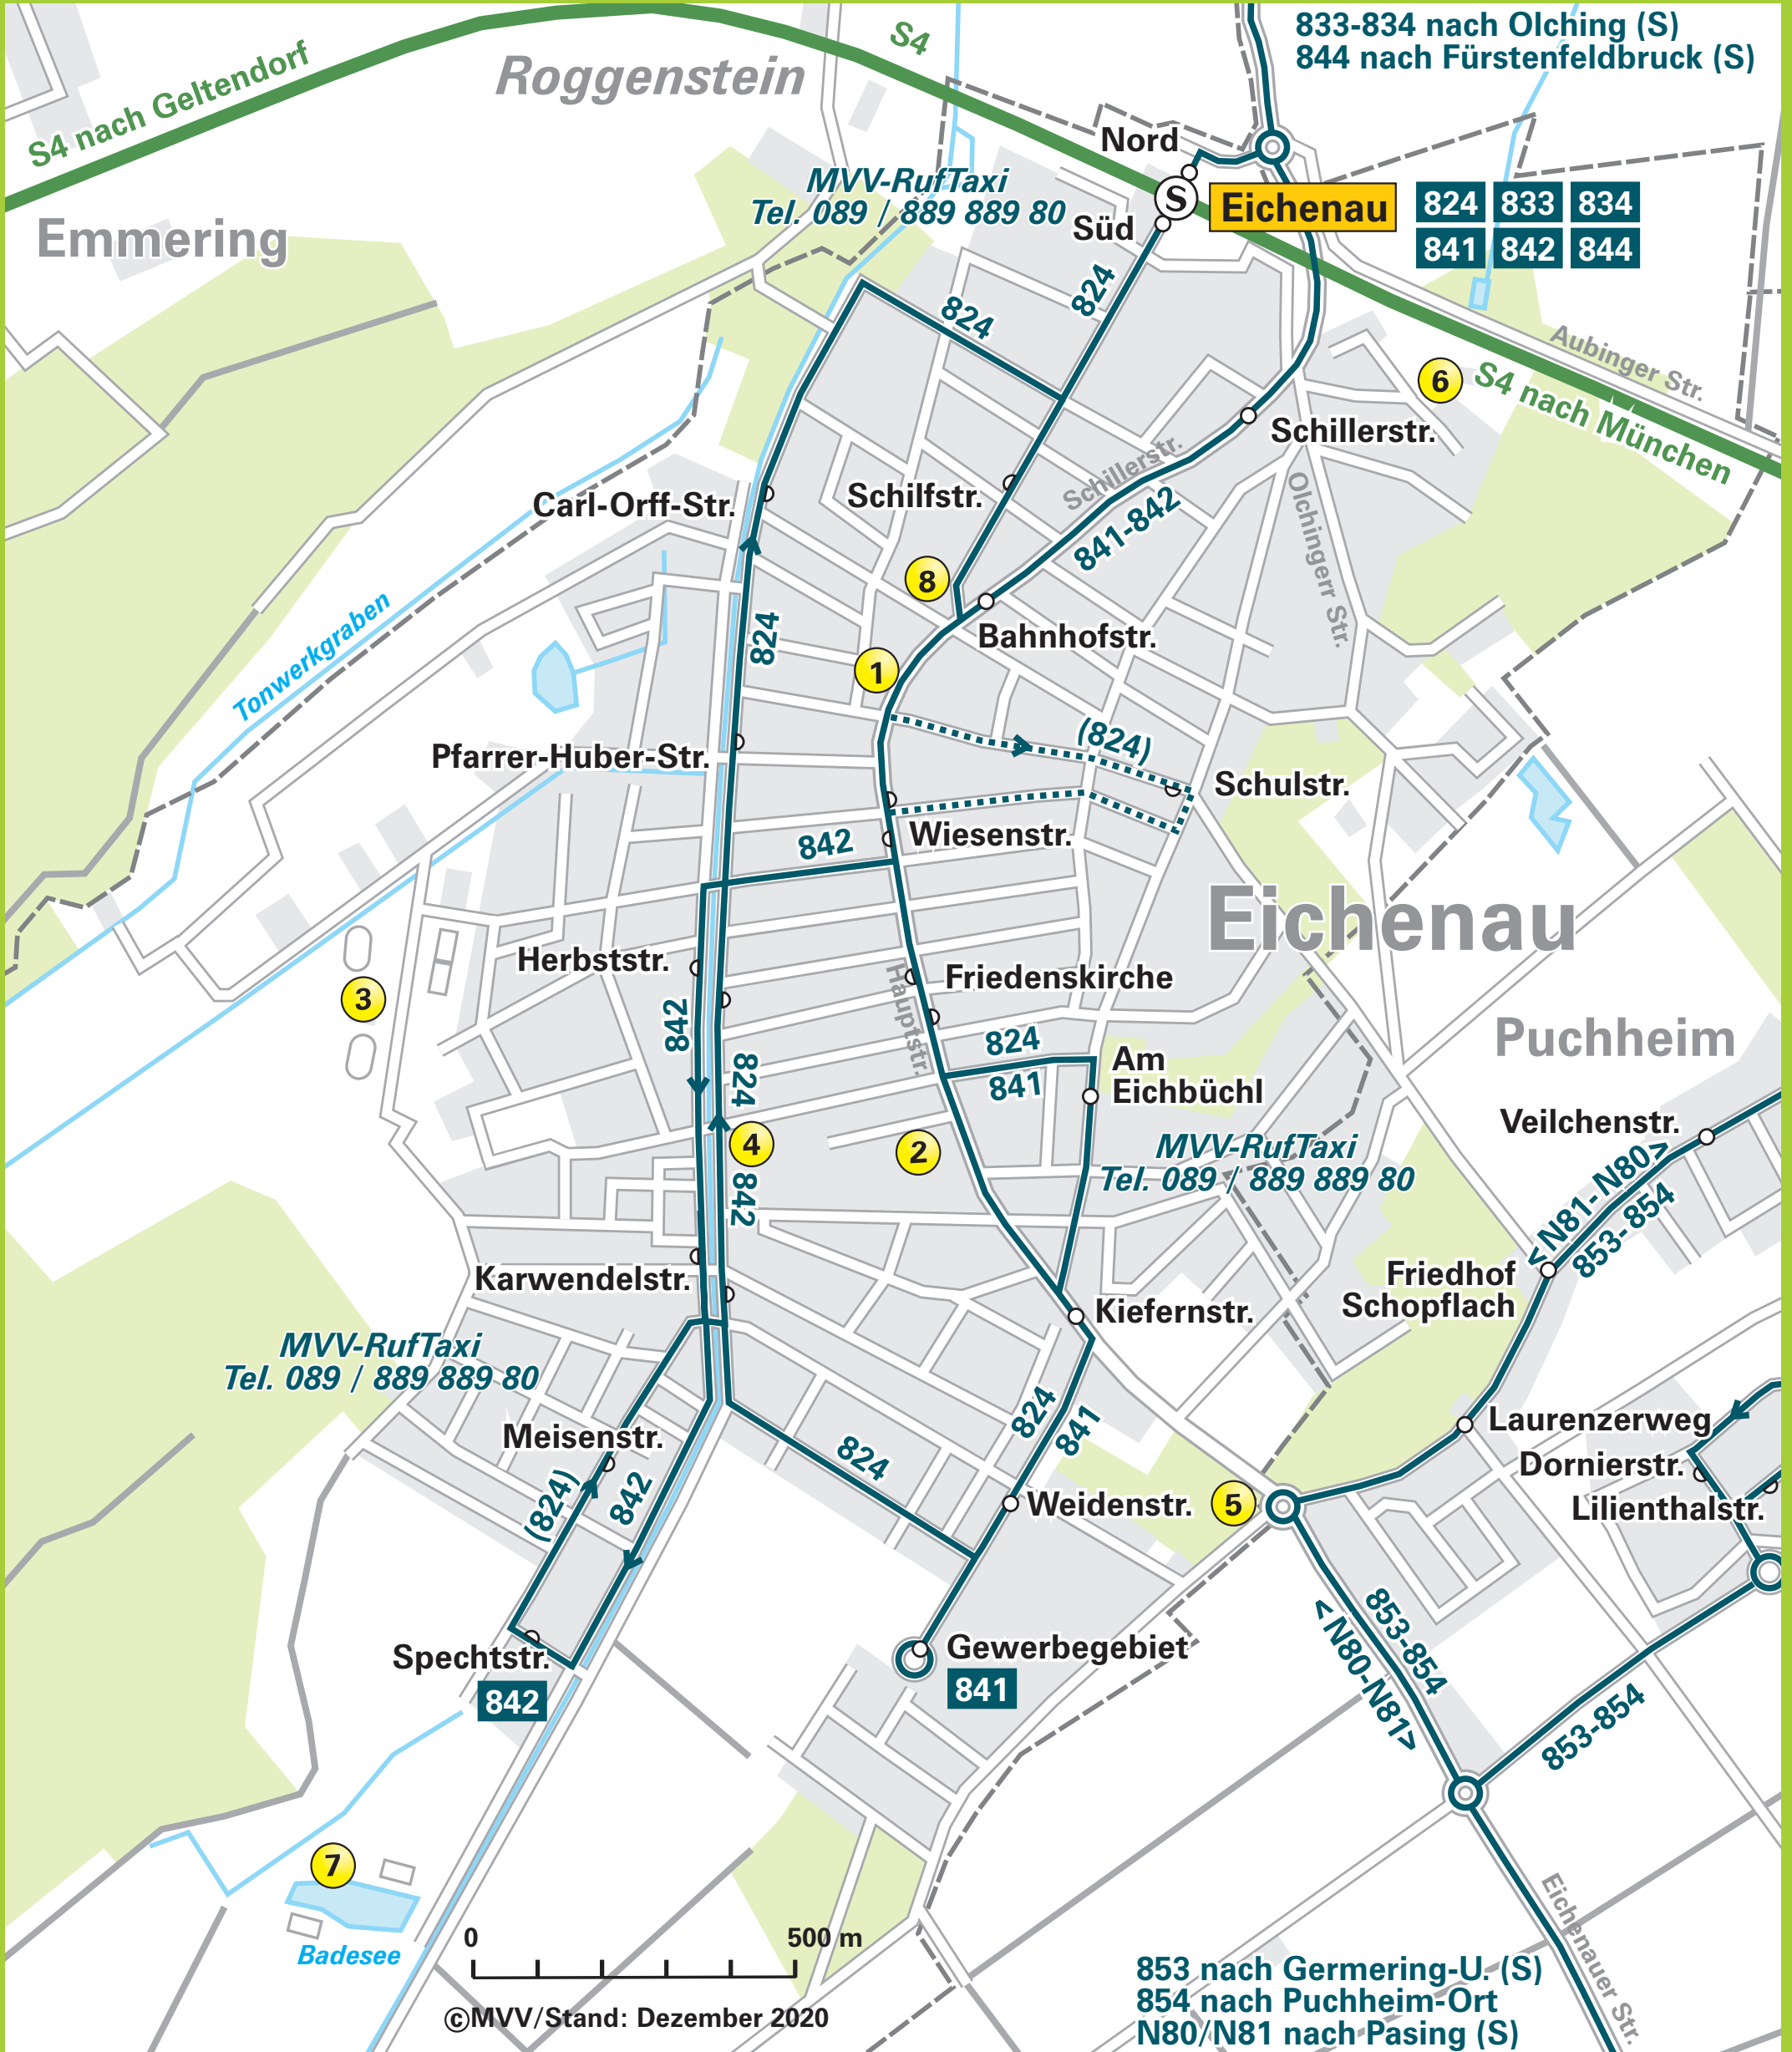 833-834 nach Olching (S)
844 nach Fürstenfeldbruck (S)
S4
S4 nach Geltendorf
Roggenstein
Nord
MVV-RufTaxi
Tel. 089 / 889 889 80
S
Eichenau
824 833 834
841 842 844
Süd
Emmering
824
824
Aubinger Str.
6
S4 nach München
Schillerstr.
Schillerstr.
Carl-Orff-Str.
Schilfstr.
841-842
Olchingerr Str.
8
Tonwerkgraben
824
Bahnhofstr.
1
(824)
Pfarrer-Huber-Str.
Schulstr.
Wiesenstr.
842
Eichenau
Herbststr.
Friedenskirche
3
Hauptstr.
842
Puchheim
824
841
Am
Eichbüchl
824
4
2
842
Veilchenstr.
MVV-RufTaxi
Tel. 089 / 889 889 80
<N81-N80>
853-854
Karwendelstr.
Friedhof
Schopflach
Kiefernstr.
MVV-RufTaxi
Tel. 089 / 889 889 80
824
841
Laurenzerweg
Meisenstr.
824
Dornierstr.
(824)
842
Weidenstr.
5
Lilienthalstr.
853-854
<N80-N81>
Spechtstr.
842
Gewerbegebiet
841
853-854
7
Badesee
0
500 m
©MVV/Stand: Dezember 2020
Eichenauer Str.
853 nach Germering-U. (S)
854 nach Puchheim-Ort
N80/N81 nach Pasing (S)